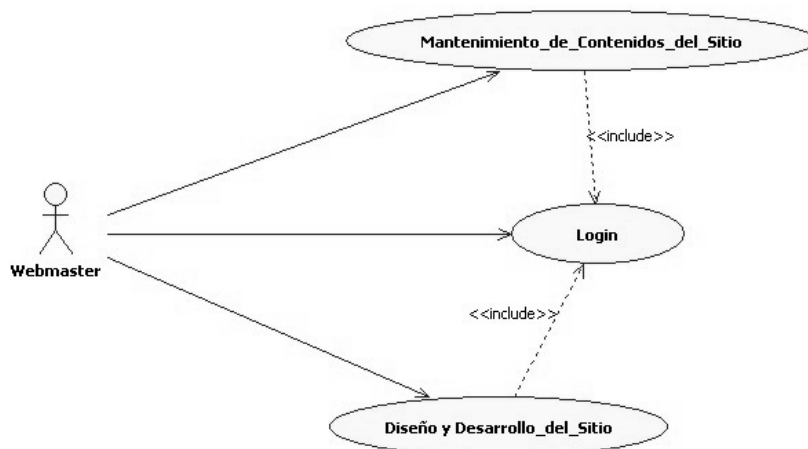 Mantenimiento_de_Contenidos_del_Sitio
<<include>>
Login
Webmaster
<<include>>
Diseño y Desarrollo_del_Sitio